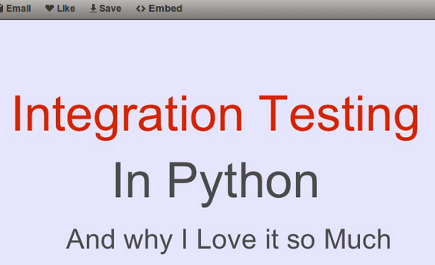 Email Like Save <> Embed
Integration Testing
In Python
And why I Love it so Much